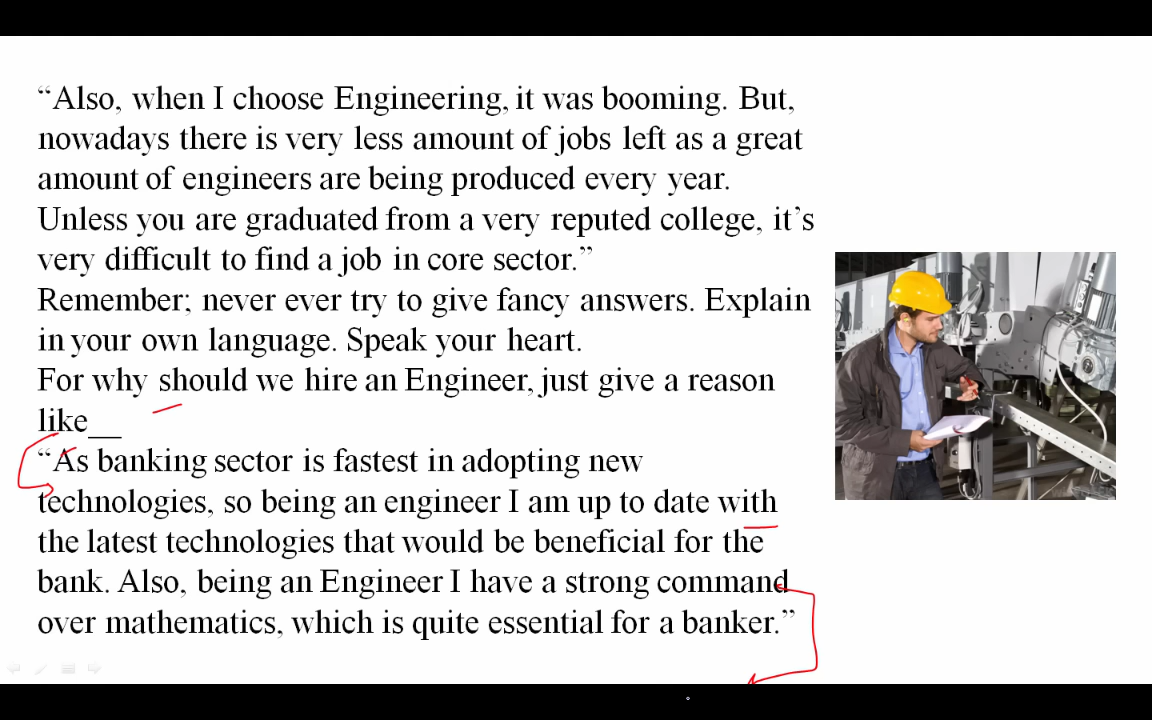 “Also, when I choose Engineering, it was booming. But,
nowadays there is very less amount of jobs left as a great
amount of engineers are being produced every year.
Unless you are graduated from a very reputed college, it’s
very difficult to find a job in core sector.”
Remember; never ever try to give fancy answers. Explain
in your own language. Speak your heart.
For why should we hire an Engineer, just give a reason
like__
“As banking sector is fastest in adopting new
technologies, so being an engineer I am up to date with
the latest technologies that would be beneficial for the
bank. Also, being an Engineer I have a strong command
over mathematics, which is quite essential for a banker.”